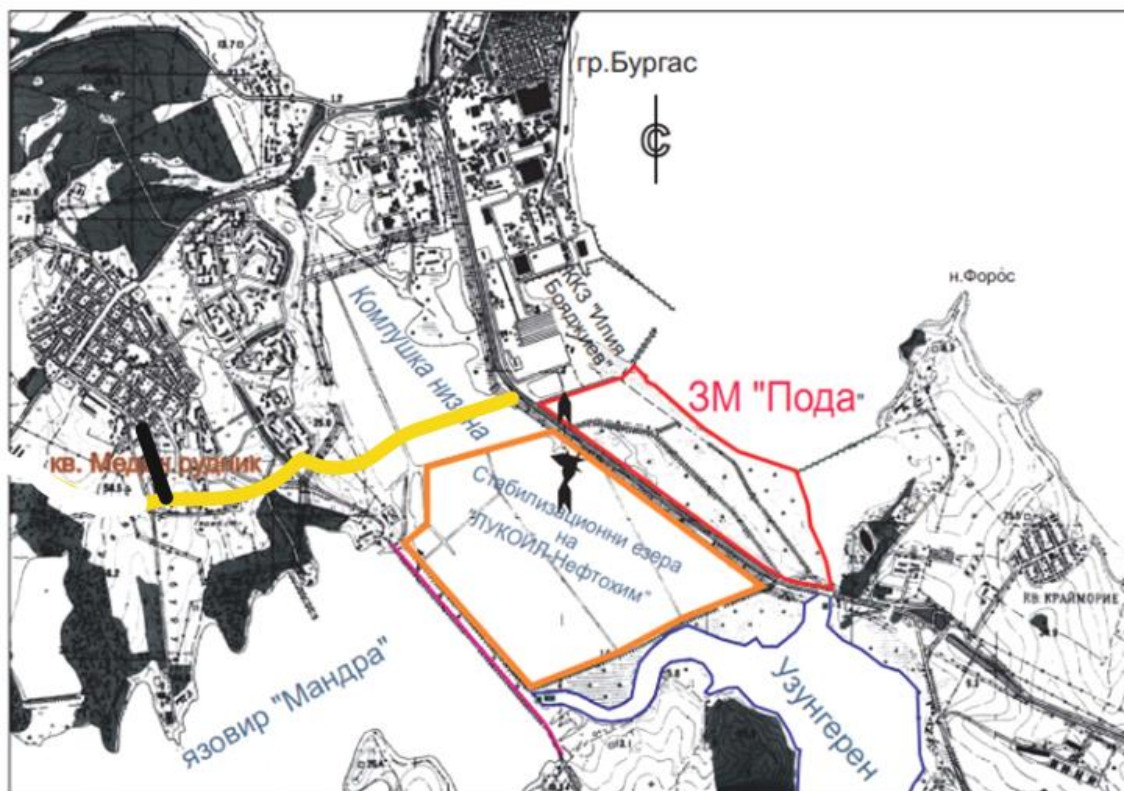 гр.Бургас
С
н.Форос
ККЗ "Илия
Бояджиев"
Комлушка низина
ЗМ "Пода"
кв. Меден рудник
Стабилизационни езера
на
"ЛУКОЙЛ-Нефтохим"
КВ КРАЙМОРИЕ
язовир "Мандра"
Узунгерен